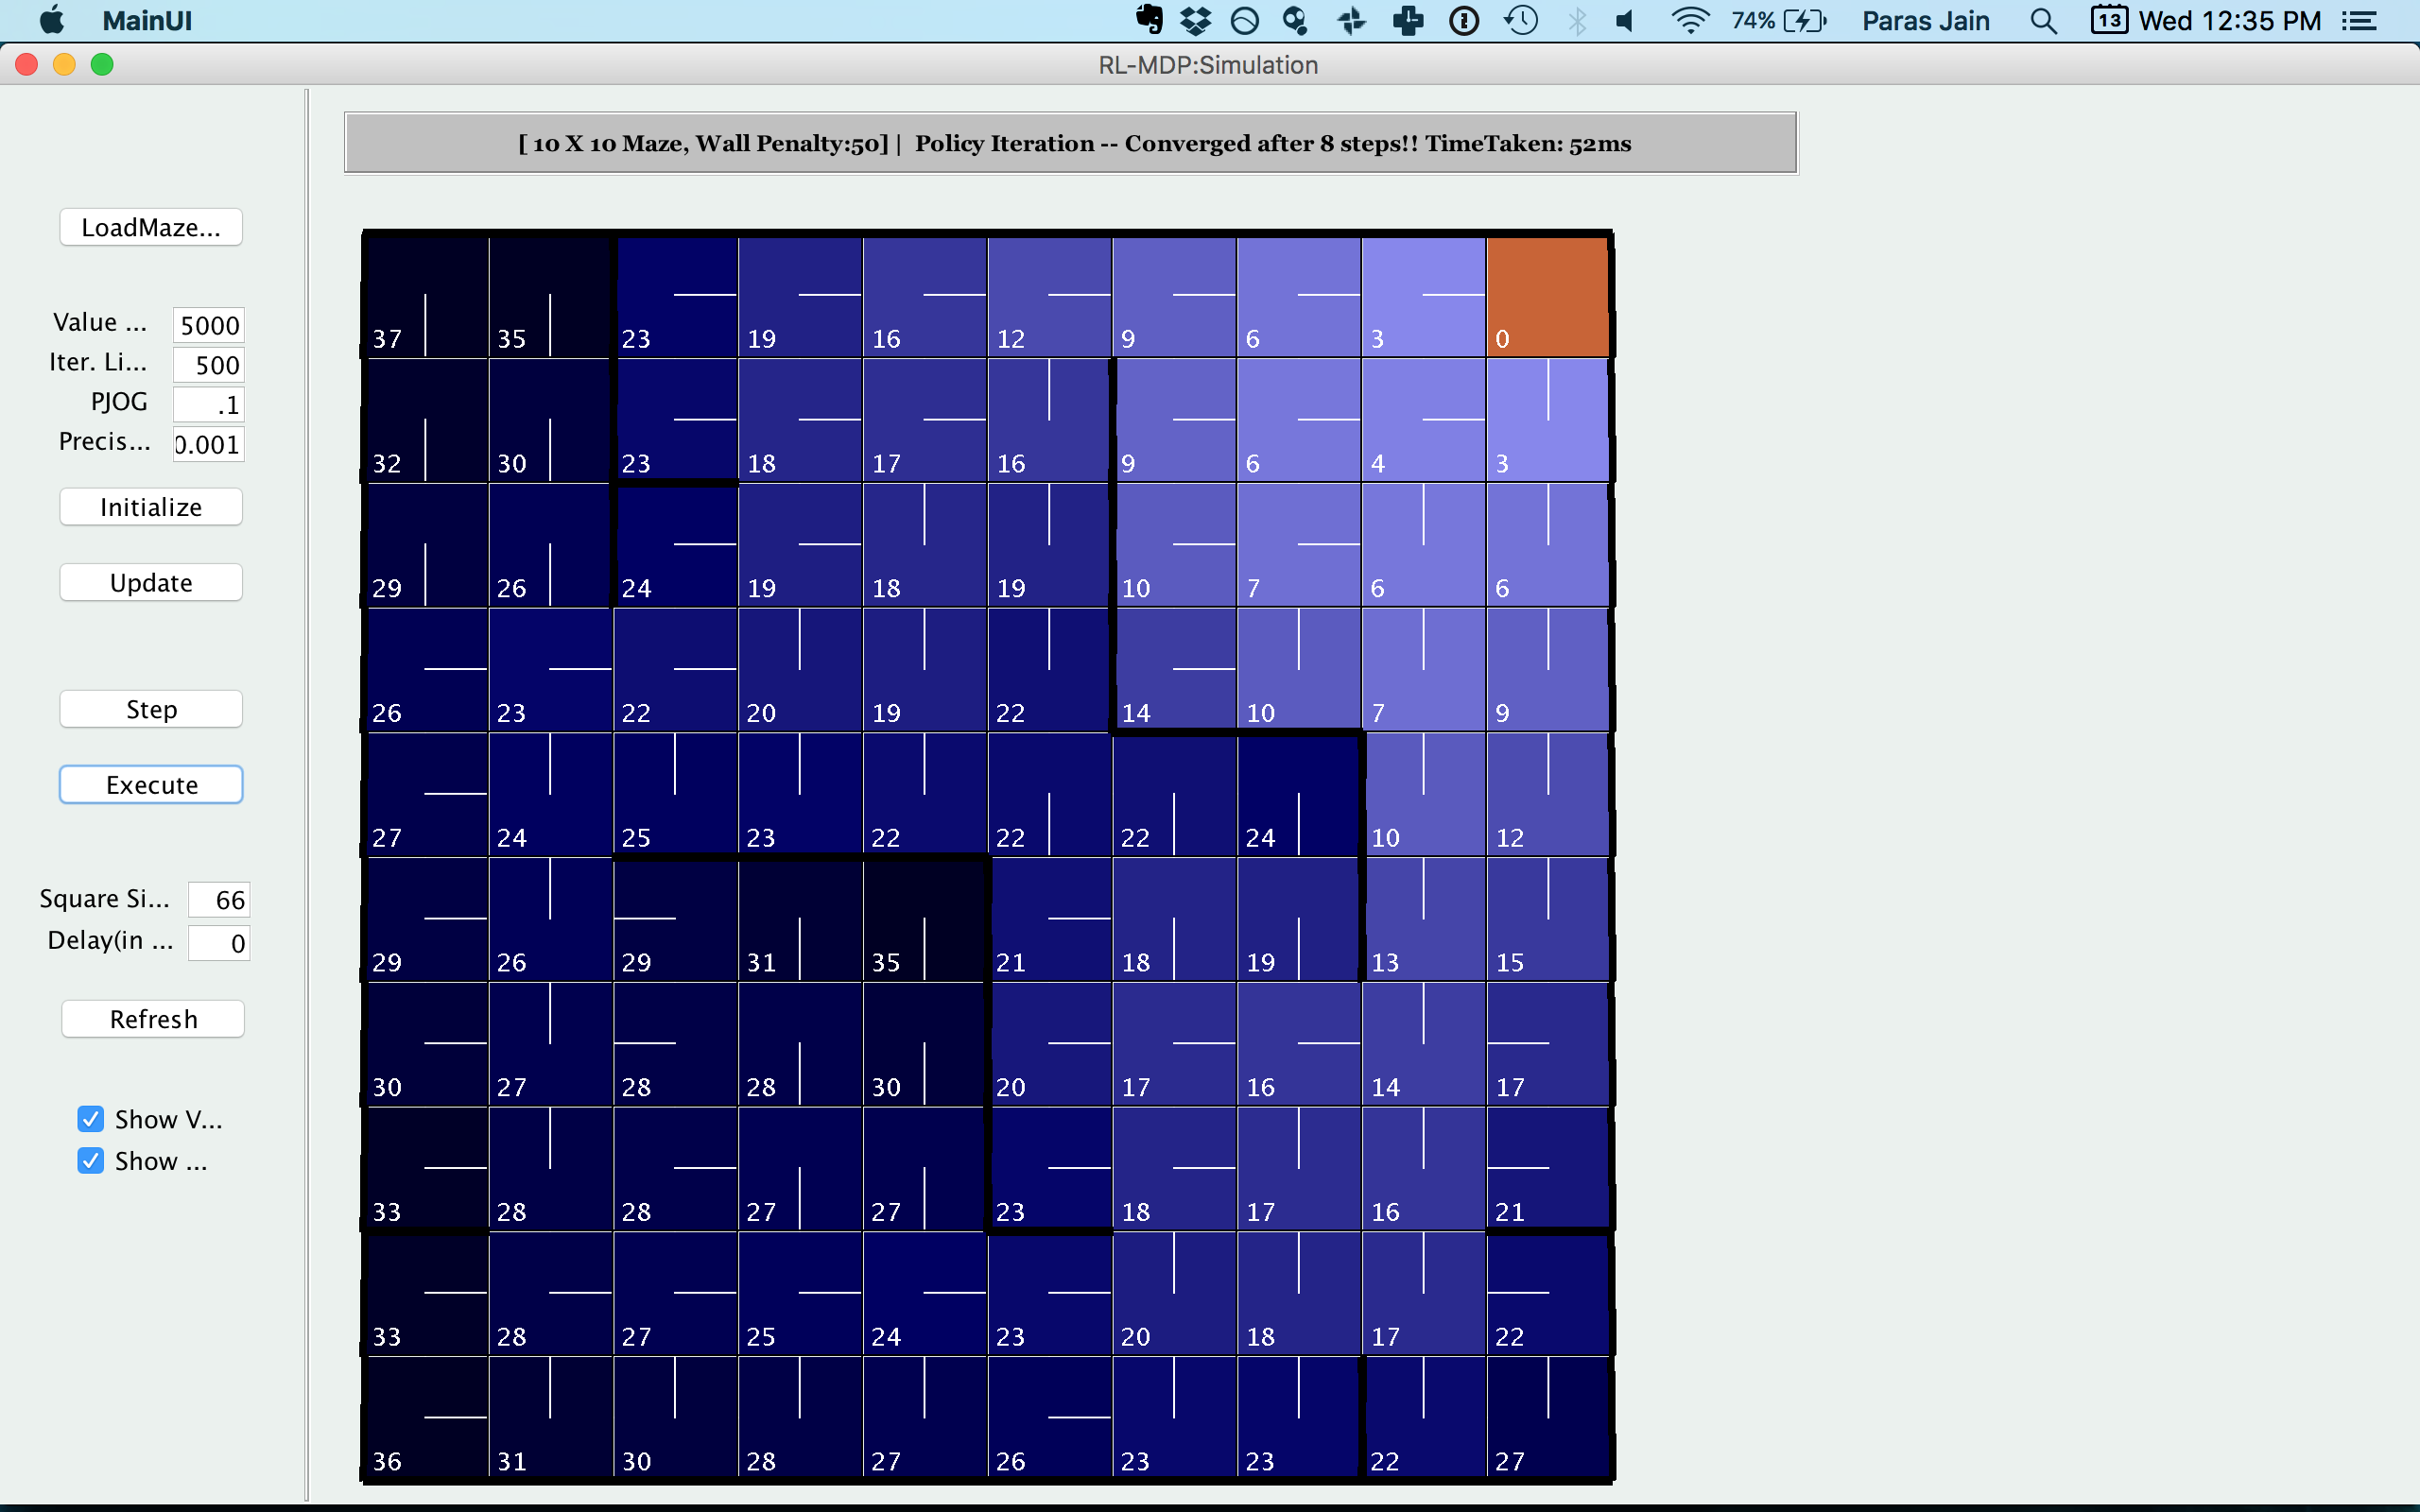 MainUI
74%
Paras Jain
13
Wed 12:35 PM
RL-MDP:Simulation
[ 10 X 10 Maze, Wall Penalty:50] | Policy Iteration -- Converged after 8 steps!! TimeTaken: 52ms
LoadMaze...
Value ... 5000
Iter. Li... 500
PJOG .1
Precis... 0.001
Initialize
Update
Step
Execute
Square Si... 66
Delay(in ... 0
Refresh
Show V...
Show ...
37 35 23 19 16 12 9 6 3 0
32 30 23 18 17 16 9 6 4 3
29 26 24 19 18 19 10 7 6 6
26 23 22 20 19 22 14 10 7 9
27 24 25 23 22 22 22 24 10 12
29 26 29 31 35 21 18 19 13 15
30 27 28 28 30 20 17 16 14 17
33 28 28 27 27 23 18 17 16 21
33 28 27 25 24 23 20 18 17 22
36 31 30 28 27 26 23 23 22 27